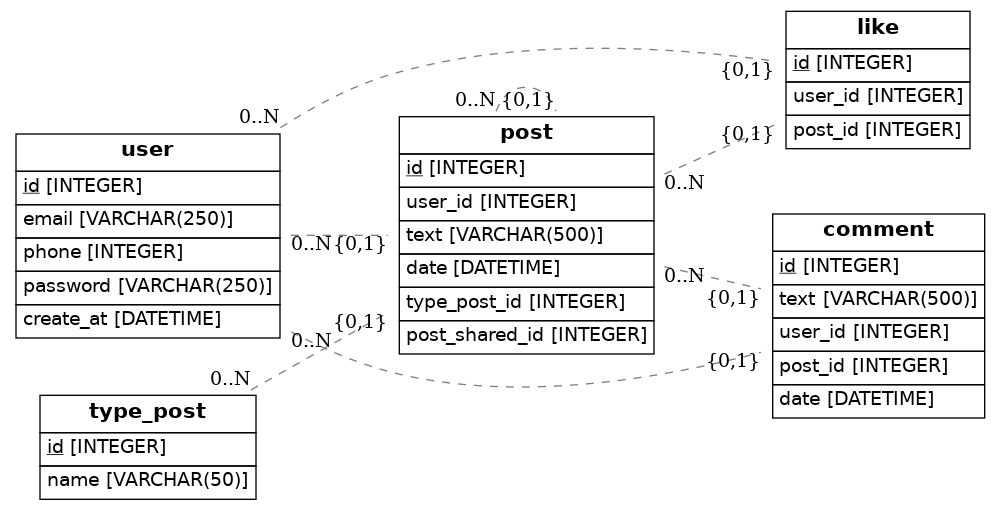 like
id [INTEGER]
user_id [INTEGER]
post_id [INTEGER]
{0,1}
{0,1}
0..N
0..N {0,1}
post
id [INTEGER]
user_id [INTEGER]
text [VARCHAR(500)]
date [DATETIME]
type_post_id [INTEGER]
post_shared_id [INTEGER]
0..N
user
id [INTEGER]
email [VARCHAR(250)]
phone [INTEGER]
password [VARCHAR(250)]
create_at [DATETIME]
0..N {0,1}
0..N
{0,1}
comment
id [INTEGER]
text [VARCHAR(500)]
user_id [INTEGER]
post_id [INTEGER]
date [DATETIME]
{0,1}
0..N
{0,1}
0..N
type_post
id [INTEGER]
name [VARCHAR(50)]